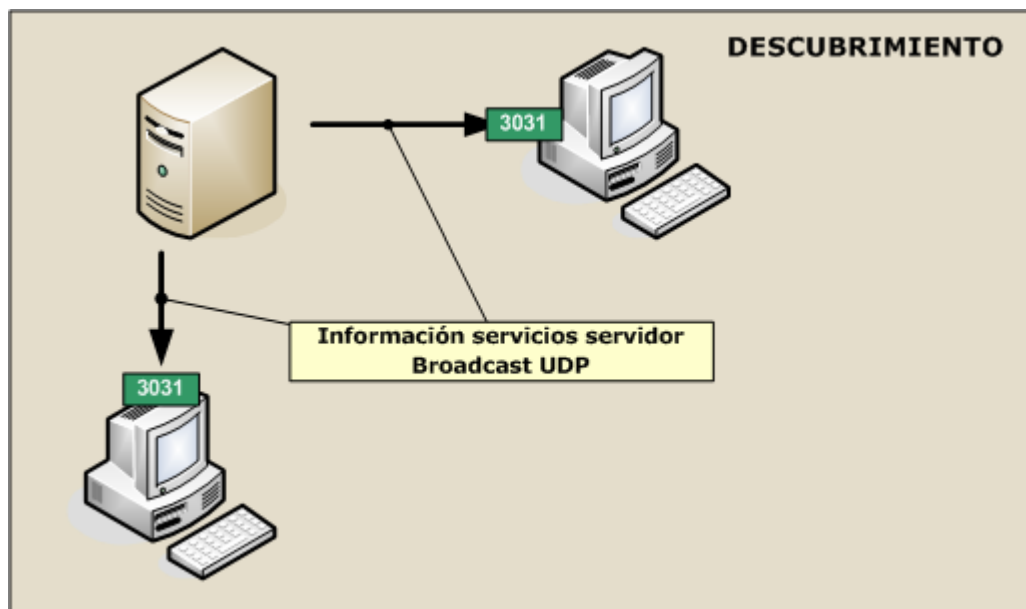 DESCUBRIMIENTO
3031
Información servicios servidor
Broadcast UDP
3031